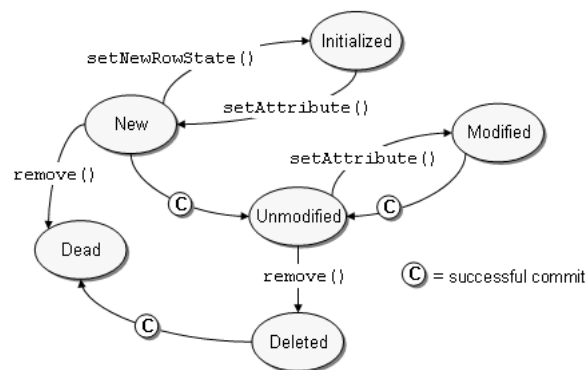 Initialized
setNewRowState()
setAttribute()
New
Modified
setAttribute()
remove()
C
Unmodified
C
Dead
remove()
C = successful commit
C
Deleted